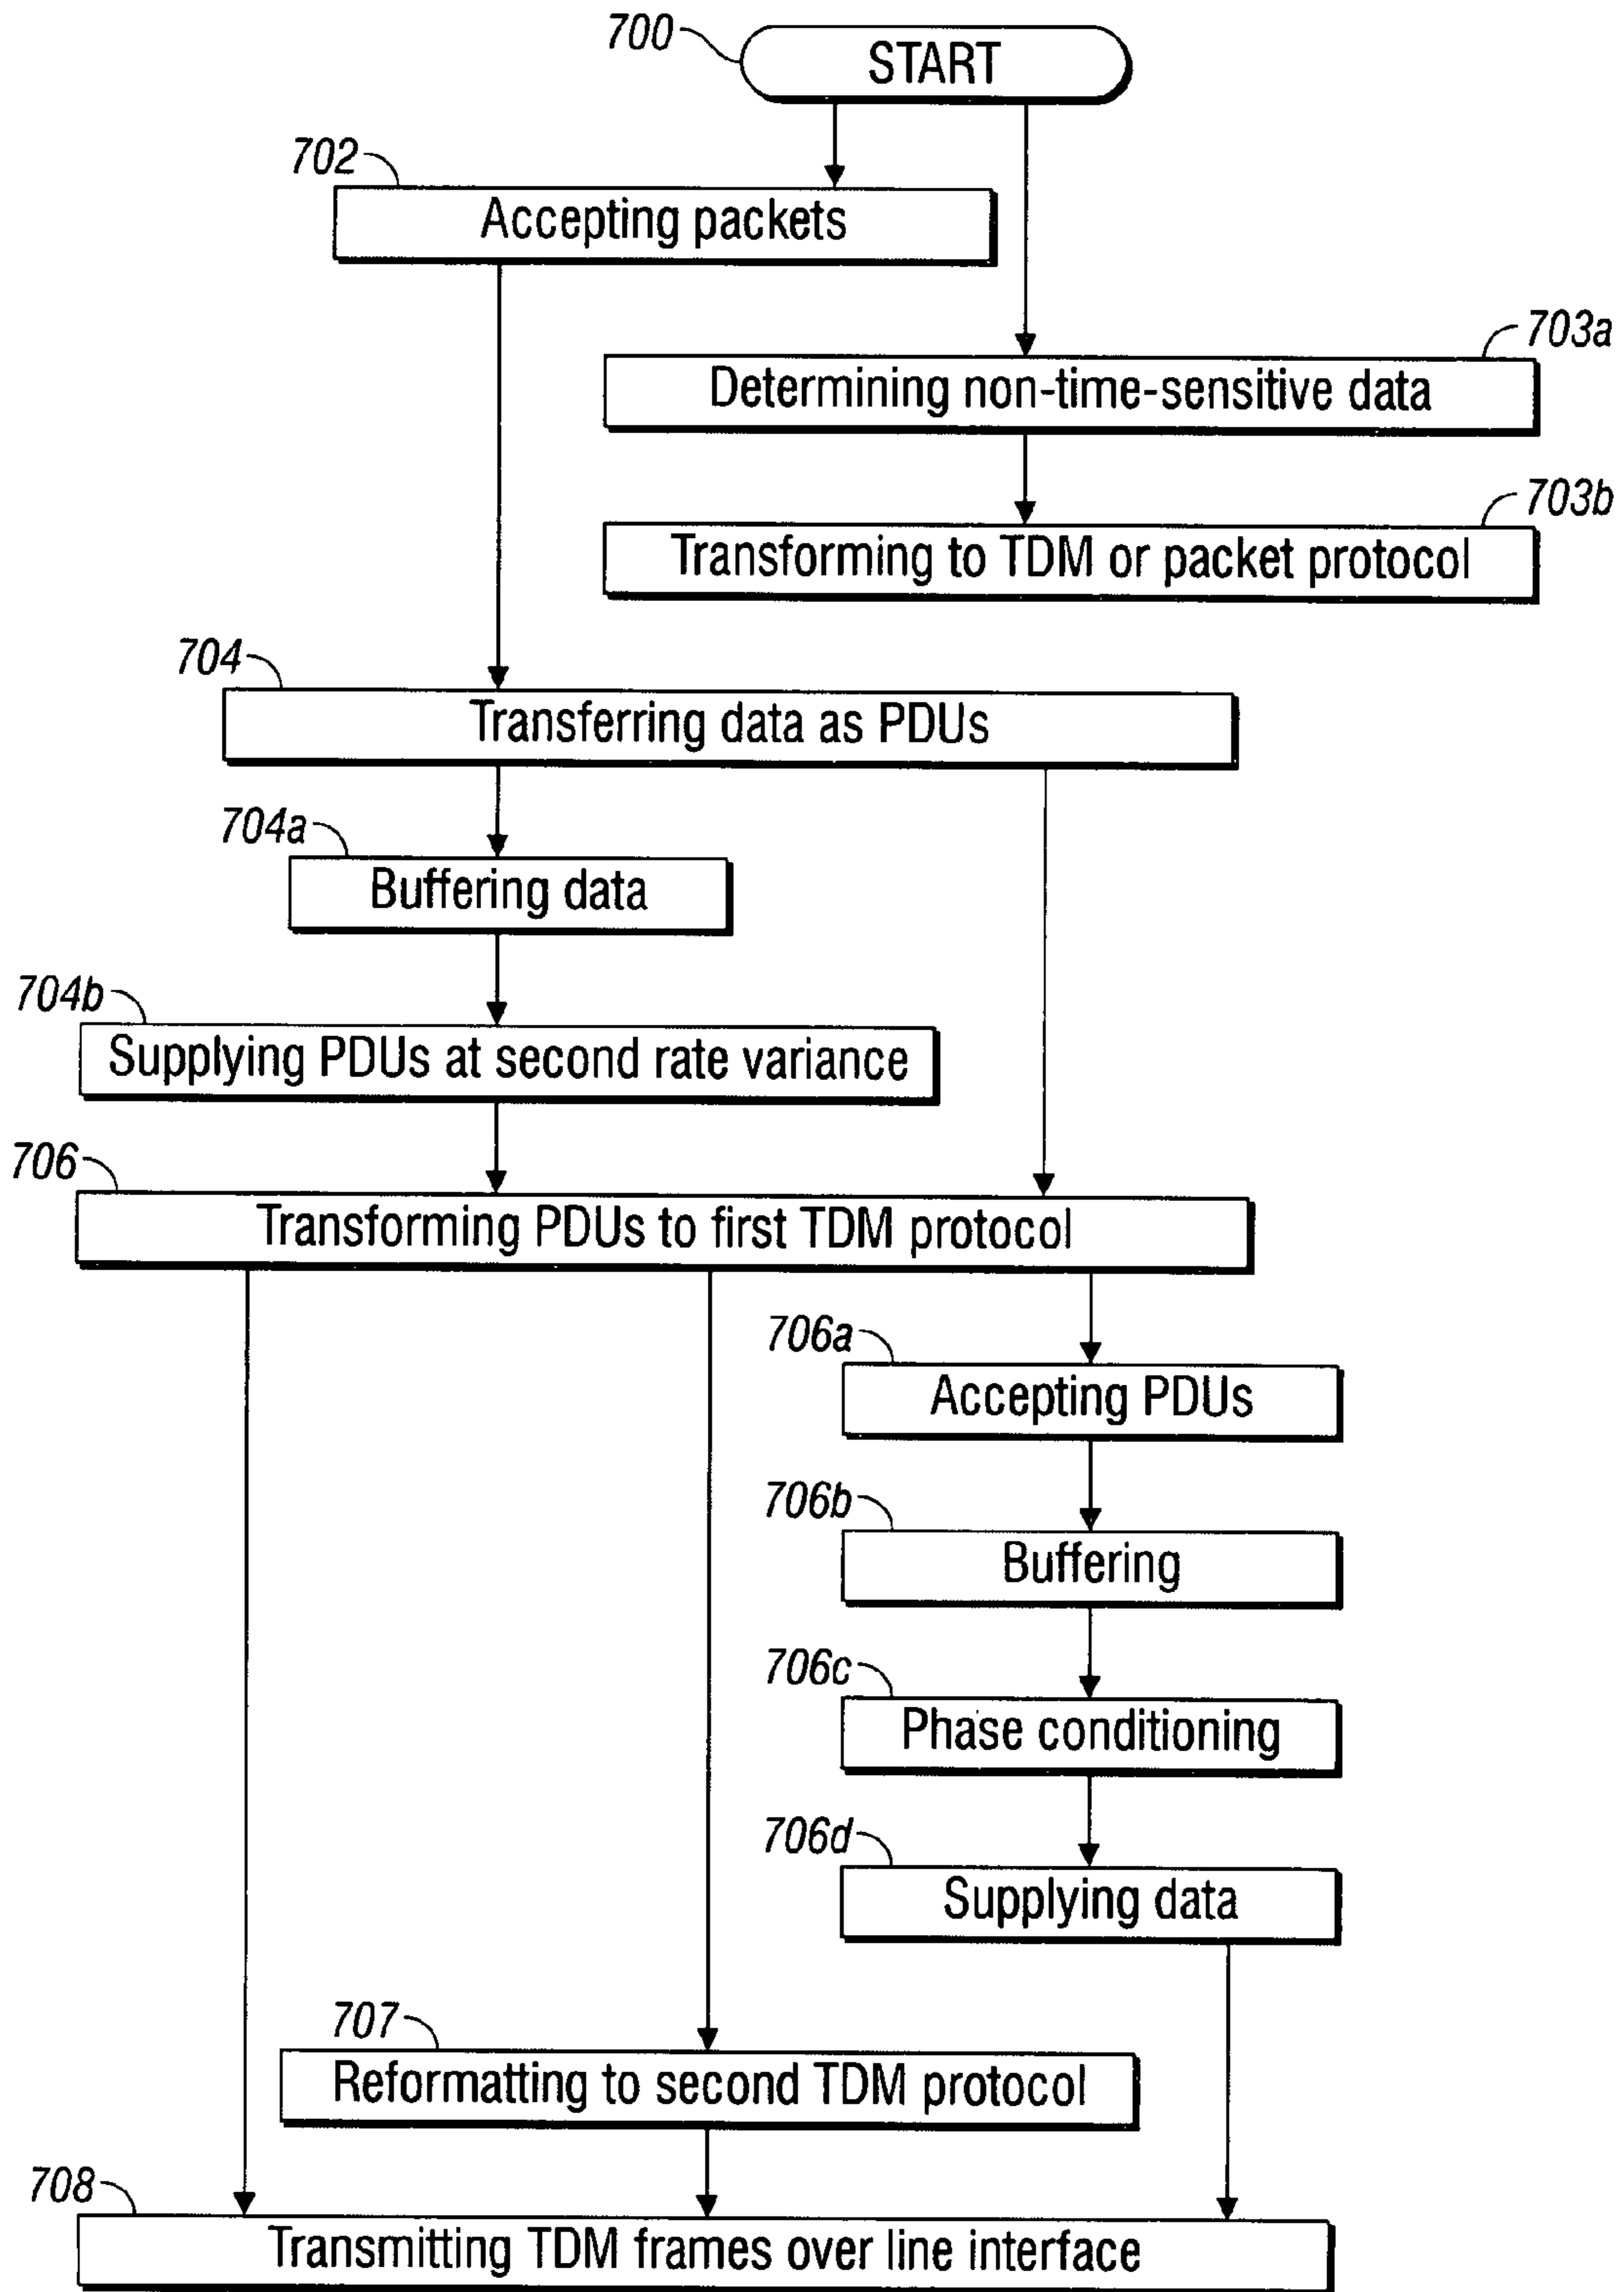 700
START
702
Accepting packets
703a
Determining non-time-sensitive data
703b
Transforming to TDM or packet protocol
704
Transferring data as PDUs
704a
Buffering data
704b
Supplying PDUs at second rate variance
706
Transforming PDUs to first TDM protocol
706a
Accepting PDUs
706b
Buffering
706c
Phase conditioning
706d
Supplying data
707
Reformatting to second TDM protocol
708
Transmitting TDM frames over line interface